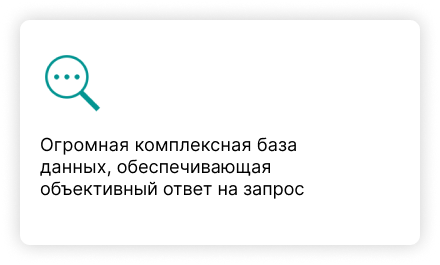 Огромная комплексная база
данных, обеспечивающая
объективный ответ на запрос